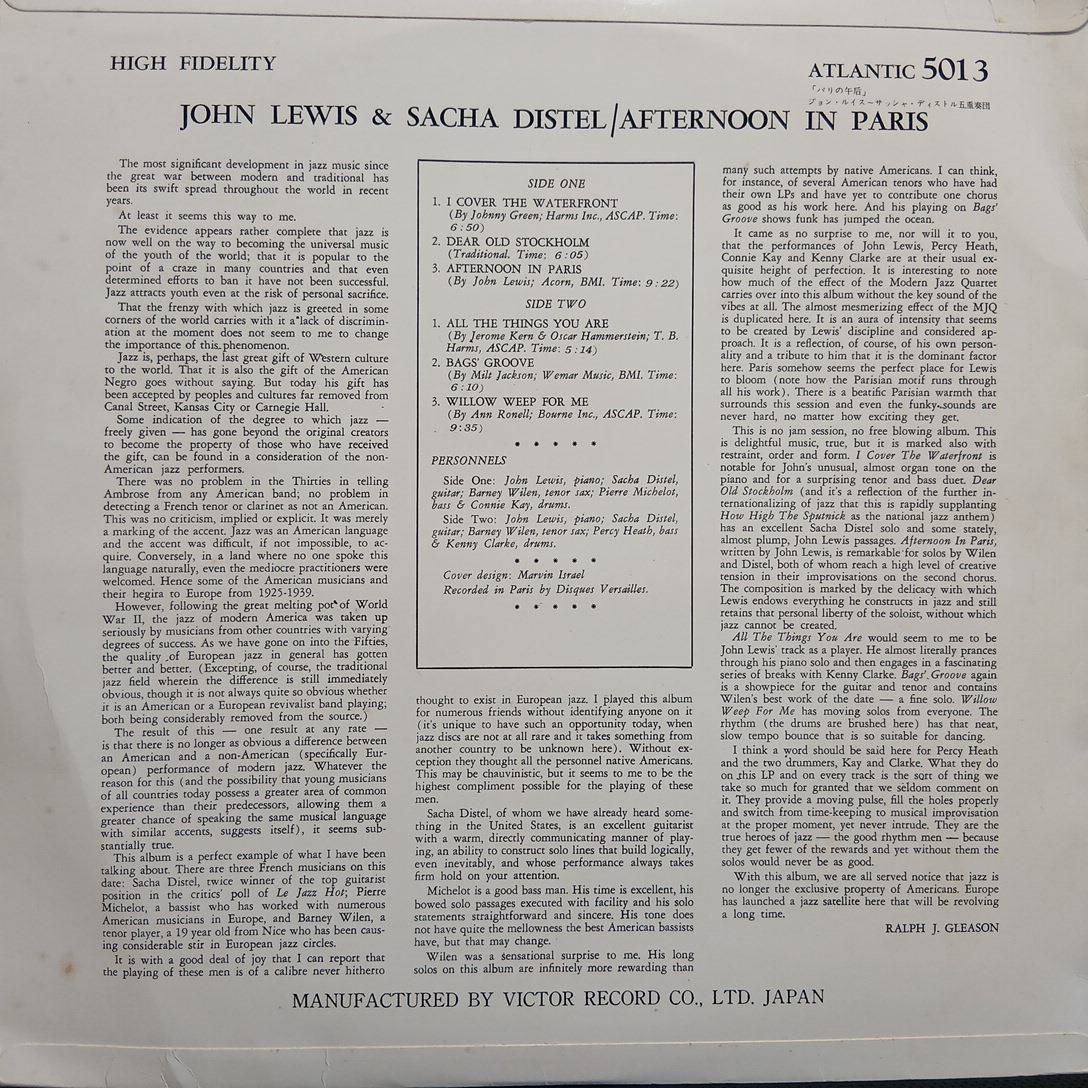 HIGH FIDELITY
ATLANTIC 5013
「パリの午后」
ジョン・ルイス〜サッシャ・ディストル五重奏団
JOHN LEWIS & SACHA DISTEL/AFTERNOON IN PARIS
The most significant development in jazz music since
the great war between modern and traditional has
been its swift spread throughout the world in recent
years.
At least it seems this way to me.
The evidence appears rather complete that jazz is
now well on the way to becoming the universal music
of the youth of the world; that it is popular to the
point of a craze in many countries and that even
determined efforts to ban it have not been successful.
Jazz attracts youth even at the risk of personal sacrifice.
That the frenzy with which jazz is greeted in some
corners of the world carries with it a lack of discrimin-
ation at the moment does not seem to me to change
the importance of this phenomenon.
Jazz is, perhaps, the last great gift of Western culture
to the world. That it is also the gift of the American
Negro goes without saying. But today his gift has
been accepted by peoples and cultures far removed from
Canal Street, Kansas City or Carnegie Hall.
Some indication of the degree to which jazz —
freely given — has gone beyond the original creators
to become the property of those who have received
the gift, can be found in a consideration of the non-
American jazz performers.
There was no problem in the Thirties in telling
Ambrose from any American band; no problem in
detecting a French tenor or clarinet as not an American.
This was no criticism, implied or explicit. It was merely
a marking of the accent. Jazz was an American language
and the accent was difficult, if not impossible, to ac-
quire. Conversely, in a land where no one spoke this
language naturally, even the mediocre practitioners were
welcomed. Hence some of the American musicians and
their hegira to Europe from 1925-1939.
However, following the great melting pot of World
War II, the jazz of modern America was taken up
seriously by musicians from other countries with varying
degrees of success. As we have gone on into the Fifties,
the quality of European jazz in general has gotten
better and better. (Excepting, of course, the traditional
jazz field wherein the difference is still immediately
obvious, though it is not always quite so obvious whether
it is an American or a European revivalist band playing;
both being considerably removed from the source.)
The result of this — one result at any rate —
is that there is no longer as obvious a difference between
an American and a non-American (specifically Eur-
opean) performance of modern jazz. Whatever the
reason for this (and the possibility that young musicians
of all countries today possess a greater area of common
experience than their predecessors, allowing them a
greater chance of speaking the same musical language
with similar accents, suggests itself), it seems sub-
stantially true.
This album is a perfect example of what I have been
talking about. There are three French musicians on this
date: Sacha Distel, twice winner of the top guitarist
position in the critics' poll of Le Jazz Hot; Pierre
Michelot, a bassist who has worked with numerous
American musicians in Europe, and Barney Wilen, a
tenor player, a 19 year old from Nice who has been caus-
ing considerable stir in European jazz circles.
It is with a good deal of joy that I can report that
the playing of these men is of a calibre never hitherto
SIDE ONE
1. I COVER THE WATERFRONT
(By Johnny Green; Harms Inc., ASCAP. Time:
6:50)
2. DEAR OLD STOCKHOLM
(Traditional. Time: 6:05)
3. AFTERNOON IN PARIS
(By John Lewis; Acorn, BMI. Time: 9:22)
SIDE TWO
1. ALL THE THINGS YOU ARE
(By Jerome Kern & Oscar Hammerstein; T. B.
Harms, ASCAP. Time: 5:14)
2. BAGS' GROOVE
(By Milt Jackson; Wemar Music, BMI. Time:
6:10)
3. WILLOW WEEP FOR ME
(By Ann Ronell; Bourne Inc., ASCAP. Time:
9:35)
* * * * *
PERSONNELS
Side One: John Lewis, piano; Sacha Distel,
guitar; Barney Wilen, tenor sax; Pierre Michelot,
bass & Connie Kay, drums.
Side Two: John Lewis, piano; Sacha Distel,
guitar; Barney Wilen, tenor sax; Percy Heath, bass
& Kenny Clarke, drums.
* * * * *
Cover design: Marvin Israel
Recorded in Paris by Disques Versailles.
* * * * *
thought to exist in European jazz. I played this album
for numerous friends without identifying anyone on it
(it's unique to have such an opportunity today, when
jazz discs are not at all rare and it takes something from
another country to be unknown here). Without ex-
ception they thought all the personnel native Americans.
This may be chauvinistic, but it seems to me to be the
highest compliment possible for the playing of these
men.
Sacha Distel, of whom we have already heard some-
thing in the United States, is an excellent guitarist
with a warm, directly communicating manner of play-
ing, an ability to construct solo lines that build logically,
even inevitably, and whose performance always takes
firm hold on your attention.
Michelot is a good bass man. His time is excellent, his
bowed solo passages executed with facility and his solo
statements straightforward and sincere. His tone does
not have quite the mellowness the best American bassists
have, but that may change.
Wilen was a sensational surprise to me. His long
solos on this album are infinitely more rewarding than
many such attempts by native Americans. I can think,
for instance, of several American tenors who have had
their own LPs and have yet to contribute one chorus
as good as his work here. And his playing on Bags'
Groove shows funk has jumped the ocean.
It came as no surprise to me, nor will it to you,
that the performances of John Lewis, Percy Heath,
Connie Kay and Kenny Clarke are at their usual ex-
quisite height of perfection. It is interesting to note
how much of the effect of the Modern Jazz Quartet
carries over into this album without the key sound of the
vibes at all. The almost mesmerizing effect of the MJQ
is duplicated here. It is an aura of intensity that seems
to be created by Lewis' discipline and considered ap-
proach. It is a reflection, of course, of his own person-
ality and a tribute to him that it is the dominant factor
here. Paris somehow seems the perfect place for Lewis
to bloom (note how the Parisian motif runs through
all his work). There is a beatific Parisian warmth that
surrounds this session and even the funky sounds are
never hard, no matter how exciting they get.
This is no jam session, no free blowing album. This
is delightful music, true, but it is marked also with
restraint, order and form. I Cover The Waterfront is
notable for John's unusual, almost organ tone on the
piano and for a surprising tenor and bass duet. Dear
Old Stockholm (and it's a reflection of the further in-
ternationalizing of jazz that this is rapidly supplanting
How High The Sputnick as the national jazz anthem)
has an excellent Sacha Distel solo and some stately,
almost plump, John Lewis passages. Afternoon In Paris,
written by John Lewis, is remarkable for solos by Wilen
and Distel, both of whom reach a high level of creative
tension in their improvisations on the second chorus.
The composition is marked by the delicacy with which
Lewis endows everything he constructs in jazz and still
retains that personal liberty of the soloist, without which
jazz cannot be created.
All The Things You Are would seem to me to be
John Lewis' track as a player. He almost literally prances
through his piano solo and then engages in a fascinating
series of breaks with Kenny Clarke. Bags' Groove again
is a showpiece for the guitar and tenor and contains
Wilen's best work of the date — a fine solo. Willow
Weep For Me has moving solos from everyone. The
rhythm (the drums are brushed here) has that neat,
slow tempo bounce that is so suitable for dancing.
I think a word should be said here for Percy Heath
and the two drummers, Kay and Clarke. What they do
on this LP and on every track is the sort of thing we
take so much for granted that we seldom comment on
it. They provide a moving pulse, fill the holes properly
and switch from time-keeping to musical improvisation
at the proper moment, yet never intrude. They are the
true heroes of jazz — the good rhythm men — because
they get fewer of the rewards and yet without them the
solos would never be as good.
With this album, we are all served notice that jazz is
no longer the exclusive property of Americans. Europe
has launched a jazz satellite here that will be revolving
a long time.
RALPH J. GLEASON
MANUFACTURED BY VICTOR RECORD CO., LTD. JAPAN